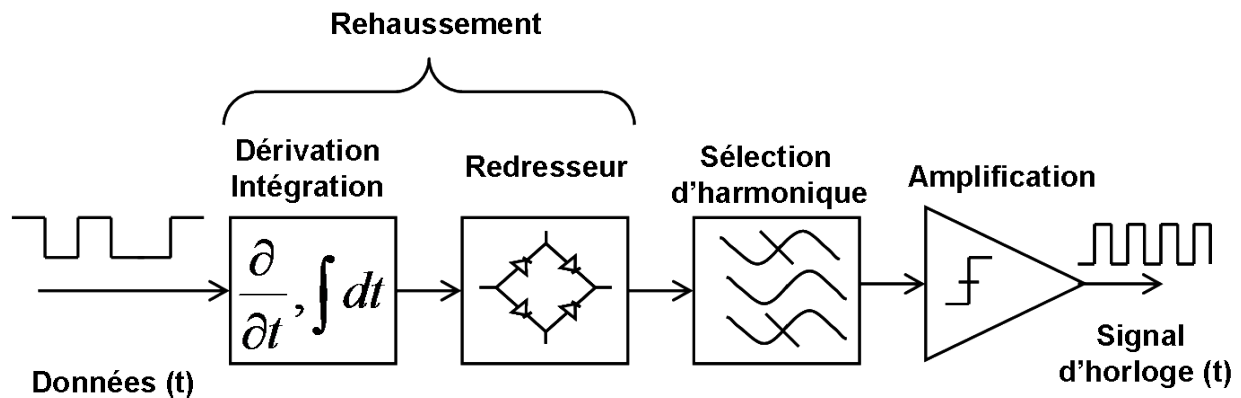 Rehaussement
Dérivation
Intégration
Redresseur
Sélection
d'harmonique
Amplification
∂/∂t, ∫ dt
Données (t)
Signal
d'horloge (t)